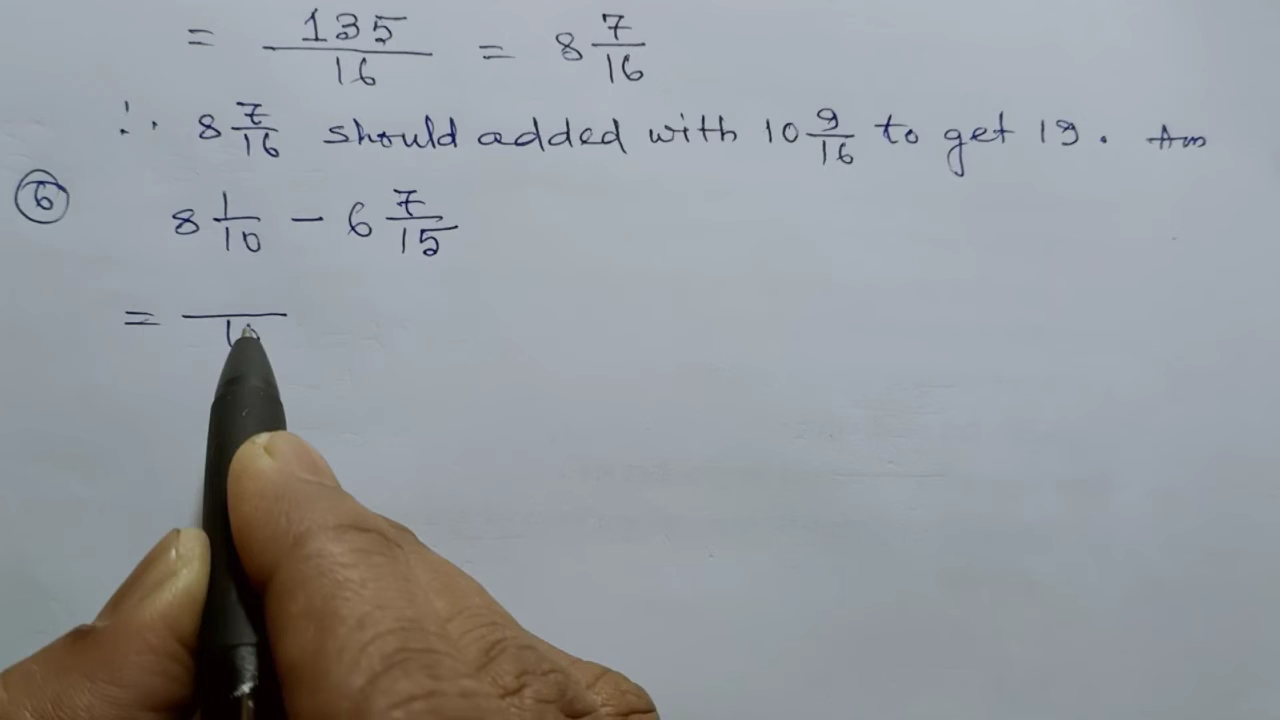 = 135/16 = 8 7/16
∴ 8 7/16 should added with 10 9/16 to get 19. Ans
⑥ 8 1/10 - 6 7/15
= /10